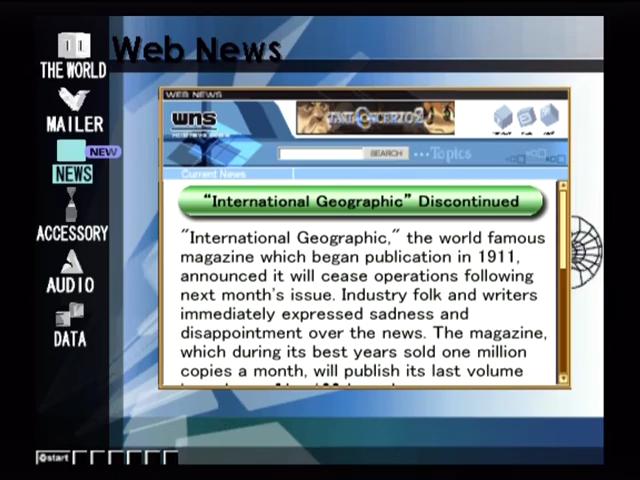 Web News
THE WORLD
MAILER
NEW
NEWS
ACCESSORY
AUDIO
DATA
WEB NEWS
wns
SEARCH
•••Topics
Current News
“International Geographic” Discontinued
"International Geographic," the world famous
magazine which began publication in 1911,
announced it will cease operations following
next month's issue. Industry folk and writers
immediately expressed sadness and
disappointment over the news. The magazine,
which during its best years sold one million
copies a month, will publish its last volume
start